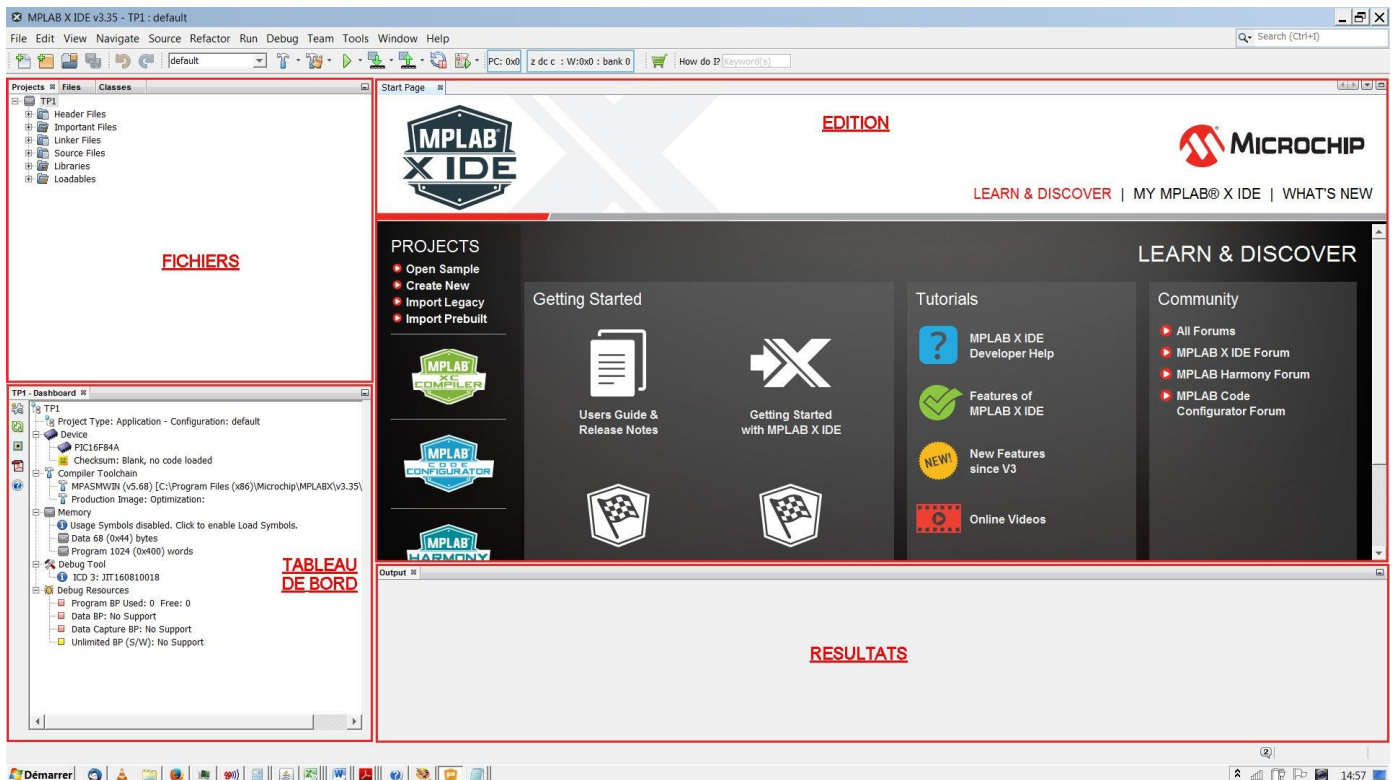 MPLAB X IDE v3.35 - TP1 : default
File Edit View Navigate Source Refactor Run Debug Team Tools Window Help
Search (Ctrl+I)
default
PC: 0x0
z dc c : W:0x0 : bank 0
How do I? Keyword(s)
Projects Files Classes
TP1
Header Files
Important Files
Linker Files
Source Files
Libraries
Loadables
FICHIERS
Start Page
MPLAB®
X IDE
EDITION
MICROCHIP
LEARN & DISCOVER | MY MPLAB® X IDE | WHAT'S NEW
PROJECTS
Open Sample
Create New
Import Legacy
Import Prebuilt
MPLAB
XC
COMPILER
MPLAB
CODE
CONFIGURATOR
MPLAB
HARMONY
LEARN & DISCOVER
Getting Started
Users Guide &
Release Notes
Getting Started
with MPLAB X IDE
Tutorials
MPLAB X IDE
Developer Help
Features of
MPLAB X IDE
NEW!
New Features
since V3
Online Videos
Community
All Forums
MPLAB X IDE Forum
MPLAB Harmony Forum
MPLAB Code
Configurator Forum
TP1 - Dashboard
TP1
Project Type: Application - Configuration: default
Device
PIC16F84A
Checksum: Blank, no code loaded
Compiler Toolchain
MPASMWIN (v5.68) [C:\Program Files (x86)\Microchip\MPLABX\v3.35\
Production Image: Optimization:
Memory
Usage Symbols disabled. Click to enable Load Symbols.
Data 68 (0x44) bytes
Program 1024 (0x400) words
Debug Tool
ICD 3: JIT160810018
Debug Resources
Program BP Used: 0 Free: 0
Data BP: No Support
Data Capture BP: No Support
Unlimited BP (S/W): No Support
TABLEAU
DE BORD
Output
RESULTATS
2
Démarrer
14:57